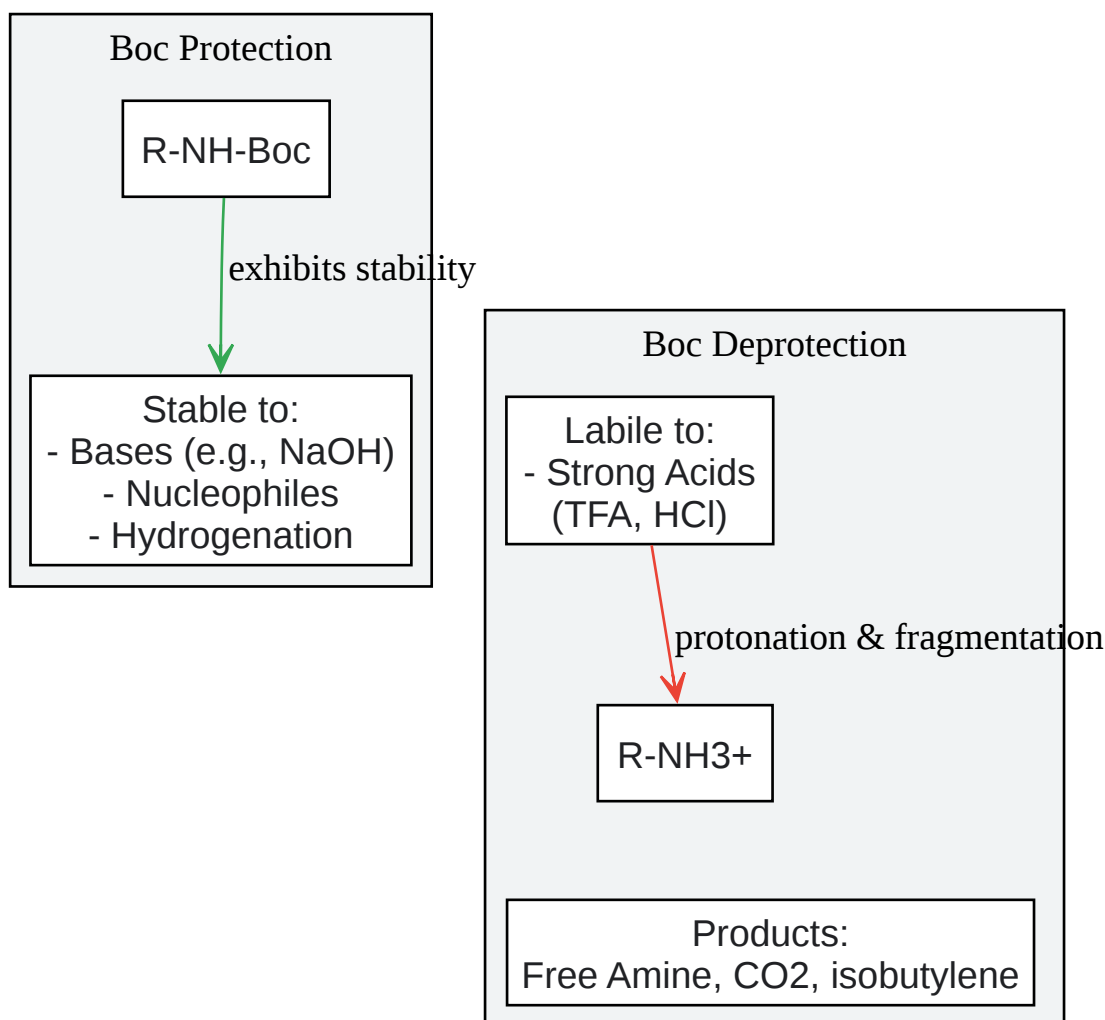 Boc Protection
R-NH-Boc
exhibits stability
Stable to:
- Bases (e.g., NaOH)
- Nucleophiles
- Hydrogenation
Boc Deprotection
Labile to:
- Strong Acids
(TFA, HCl)
protonation & fragmentation
R-NH3+
Products:
Free Amine, CO2, isobutylene